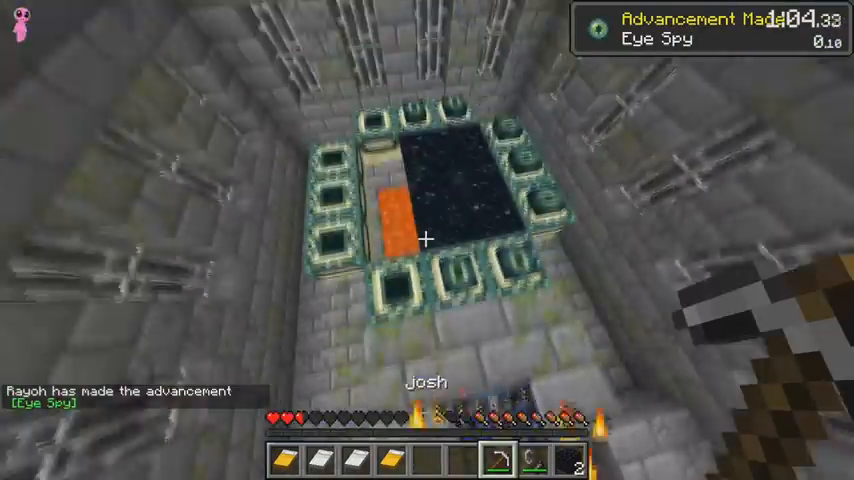 Advancement Made!
1:04.33
Eye Spy
0.10
josh
Rayoh has made the advancement
[Eye Spy]
2